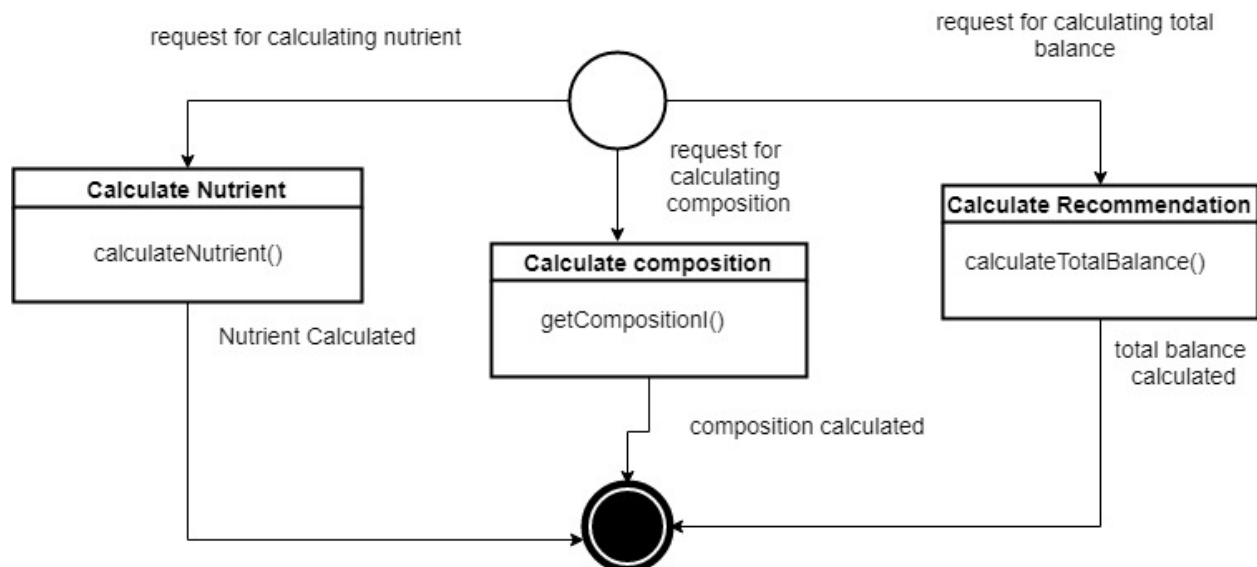 request for calculating nutrient
request for calculating total
balance
request for
calculating
composition
Calculate Nutrient
calculateNutrient()
Calculate composition
getCompositionl()
Calculate Recommendation
calculateTotalBalance()
Nutrient Calculated
composition calculated
total balance
calculated